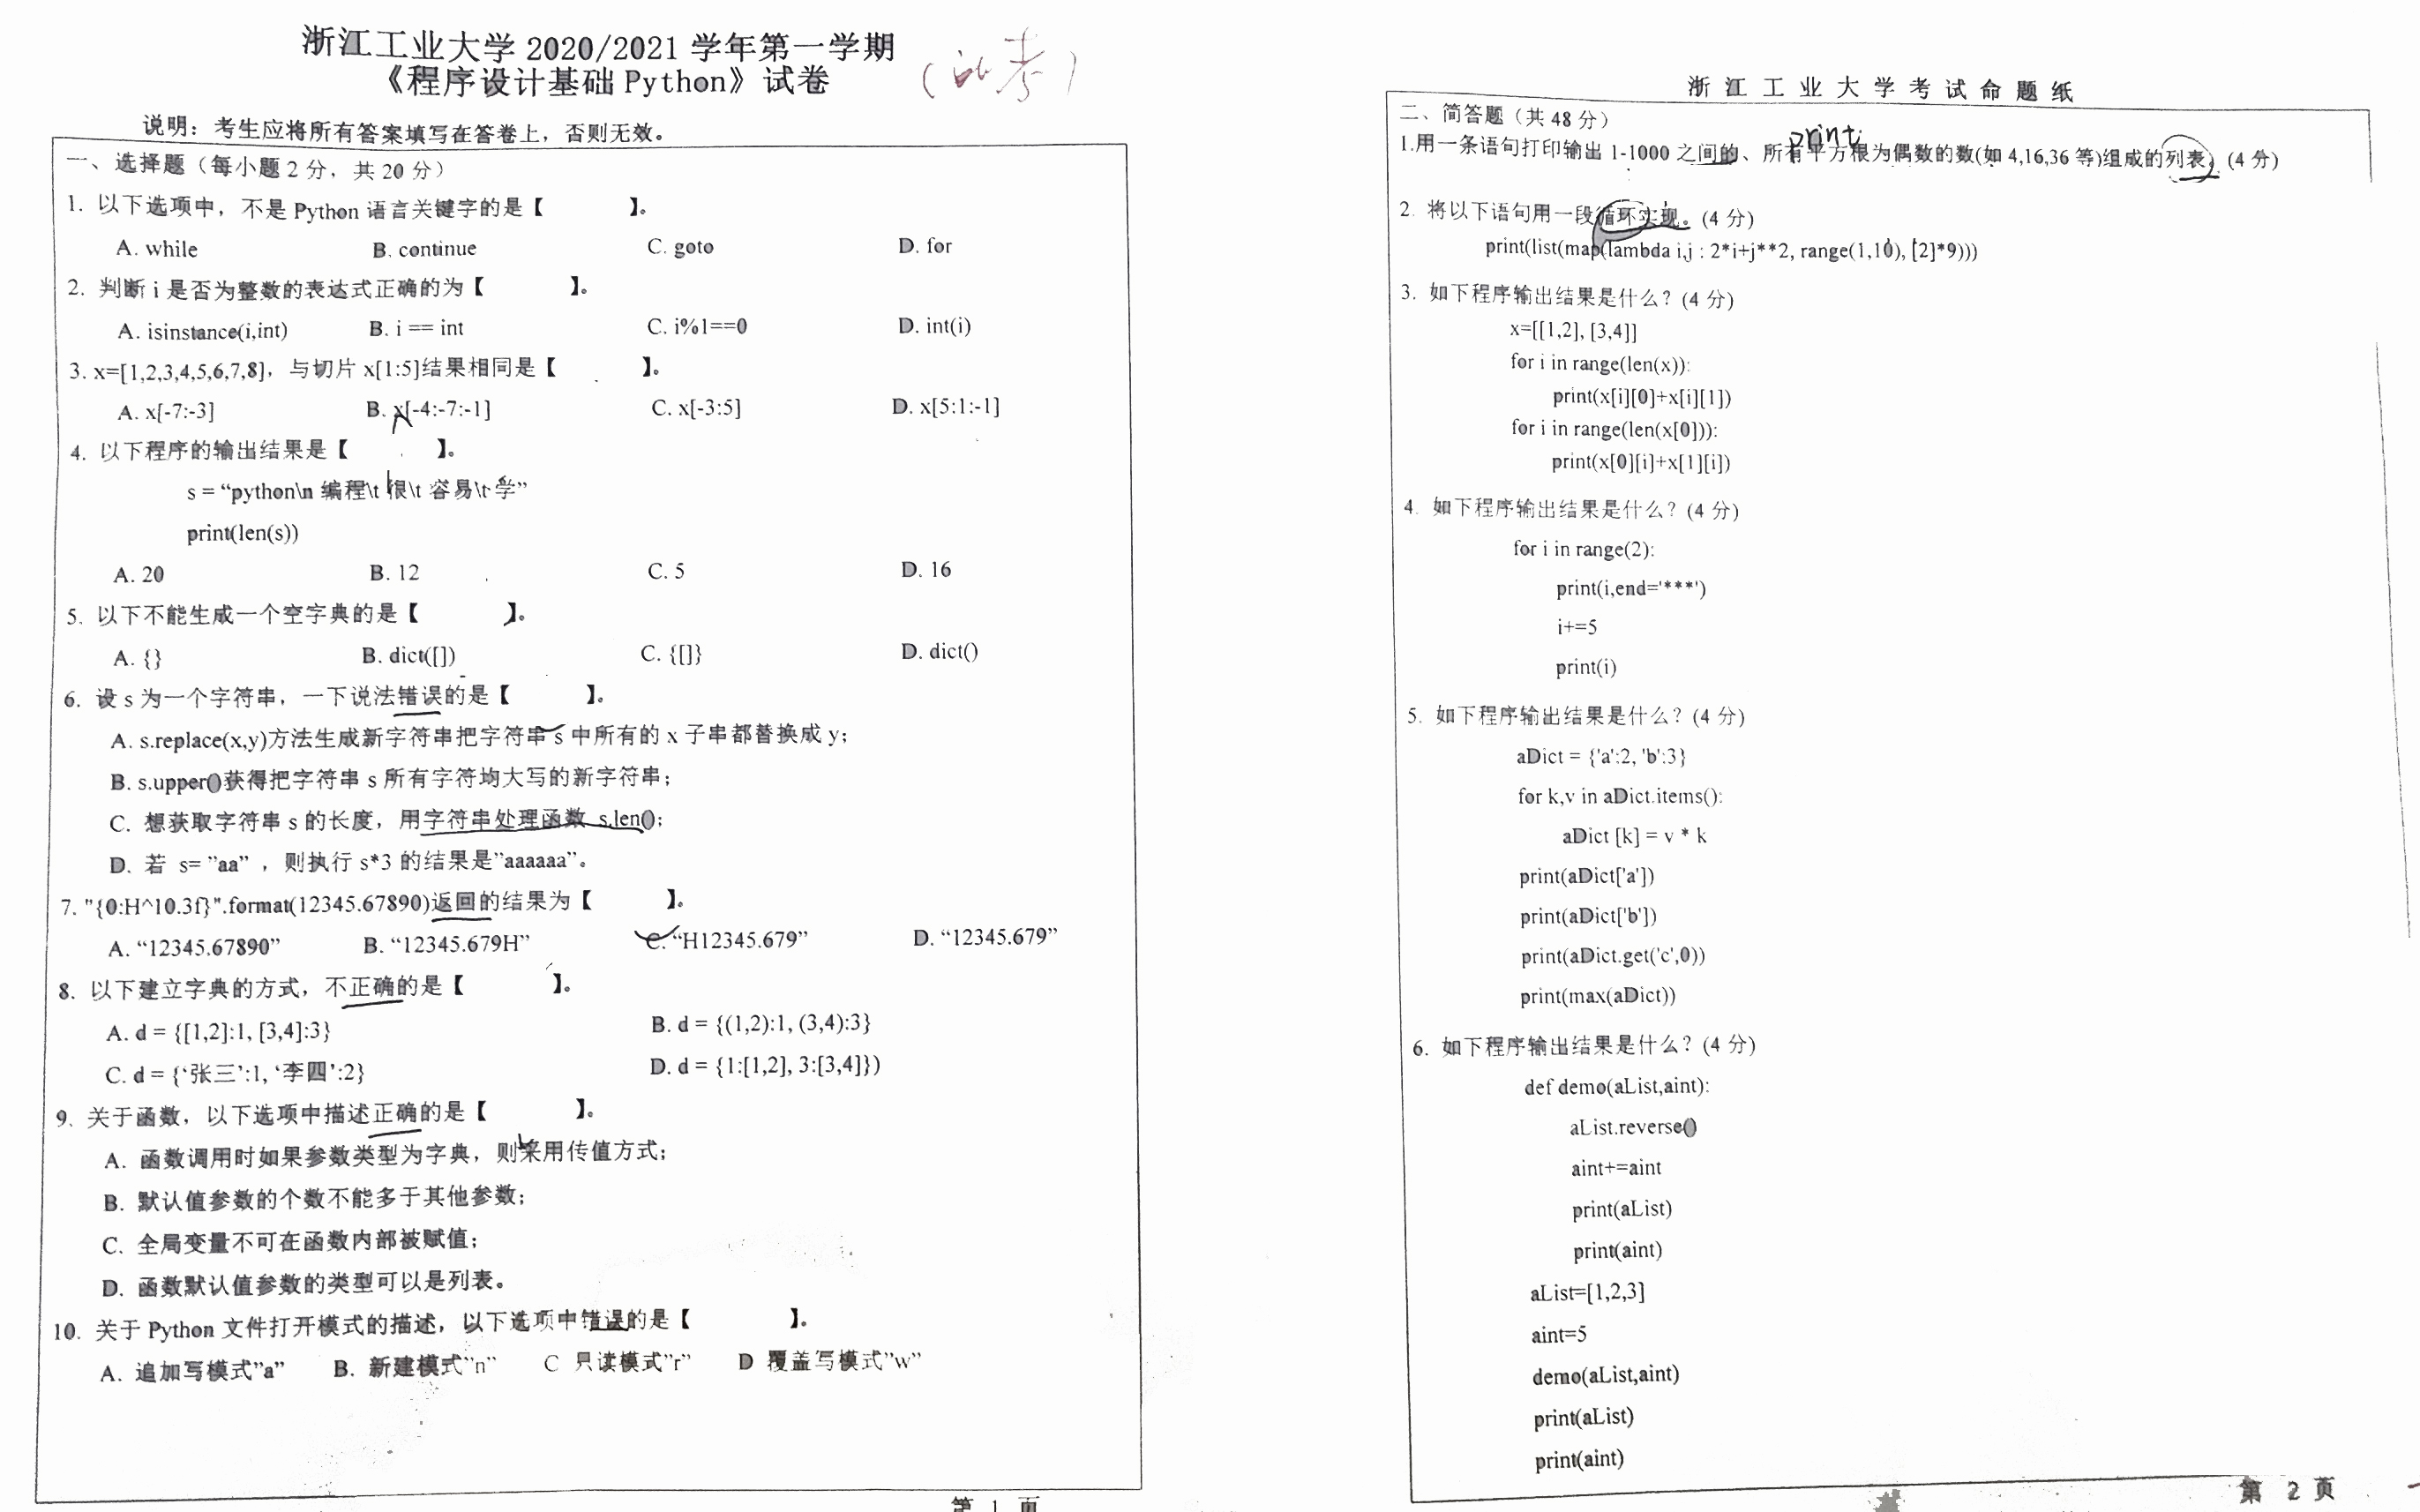 浙江工业大学 2020/2021 学年第一学期
《程序设计基础 Python》试卷
说明：考生应将所有答案填写在答卷上，否则无效。
一、选择题（每小题 2 分，共 20 分）
1. 以下选项中，不是 Python 语言关键字的是【 】。
A. while B. continue C. goto D. for
2. 判断 i 是否为整数的表达式正确的为【 】。
A. isinstance(i,int) B. i == int C. i%1==0 D. int(i)
3. x=[1,2,3,4,5,6,7,8]，与切片 x[1:5]结果相同是【 】。
A. x[-7:-3] B. x[-4:-7:-1] C. x[-3:5] D. x[5:1:-1]
4. 以下程序的输出结果是【 】。
s = “python\n 编程\t 很\t 容易\t 学”
print(len(s))
A. 20 B. 12 C. 5 D. 16
5. 以下不能生成一个空字典的是【 】。
A. {} B. dict([]) C. {[]} D. dict()
6. 设 s 为一个字符串，一下说法错误的是【 】。
A. s.replace(x,y)方法生成新字符串把字符串 s 中所有的 x 子串都替换成 y；
B. s.upper()获得把字符串 s 所有字符均大写的新字符串；
C. 想获取字符串 s 的长度，用字符串处理函数 s.len()；
D. 若 s= ”aa” ，则执行 s*3 的结果是”aaaaaa”。
7. "{0:H^10.3f}".format(12345.67890)返回的结果为【 】。
A. “12345.67890” B. “12345.679H” C. “H12345.679” D. “12345.679”
8. 以下建立字典的方式，不正确的是【 】。
A. d = {[1,2]:1, [3,4]:3} B. d = {(1,2):1, (3,4):3}
C. d = {‘张三’:1, ‘李四’:2} D. d = {1:[1,2], 3:[3,4]})
9. 关于函数，以下选项中描述正确的是【 】。
A. 函数调用时如果参数类型为字典，则采用传值方式；
B. 默认值参数的个数不能多于其他参数；
C. 全局变量不可在函数内部被赋值；
D. 函数默认值参数的类型可以是列表。
10. 关于 Python 文件打开模式的描述，以下选项中错误的是【 】。
A. 追加写模式”a” B. 新建模式”n” C 只读模式”r” D 覆盖写模式”w”
第 1 页
浙 江 工 业 大 学 考 试 命 题 纸
二、简答题（共 48 分）
print
1.用一条语句打印输出 1-1000 之间的、所有平方根为偶数的数(如 4,16,36 等)组成的列表。(4 分)
2. 将以下语句用一段循环实现。(4 分)
print(list(map(lambda i,j : 2*i+j**2, range(1,10), [2]*9)))
3. 如下程序输出结果是什么？(4 分)
x=[[1,2], [3,4]]
for i in range(len(x)):
print(x[i][0]+x[i][1])
for i in range(len(x[0])):
print(x[0][i]+x[1][i])
4. 如下程序输出结果是什么？(4 分)
for i in range(2):
print(i,end='***')
i+=5
print(i)
5. 如下程序输出结果是什么？(4 分)
aDict = {'a':2, 'b':3}
for k,v in aDict.items():
aDict [k] = v * k
print(aDict['a'])
print(aDict['b'])
print(aDict.get('c',0))
print(max(aDict))
6. 如下程序输出结果是什么？(4 分)
def demo(aList,aint):
aList.reverse()
aint+=aint
print(aList)
print(aint)
aList=[1,2,3]
aint=5
demo(aList,aint)
print(aList)
print(aint)
第 2 页